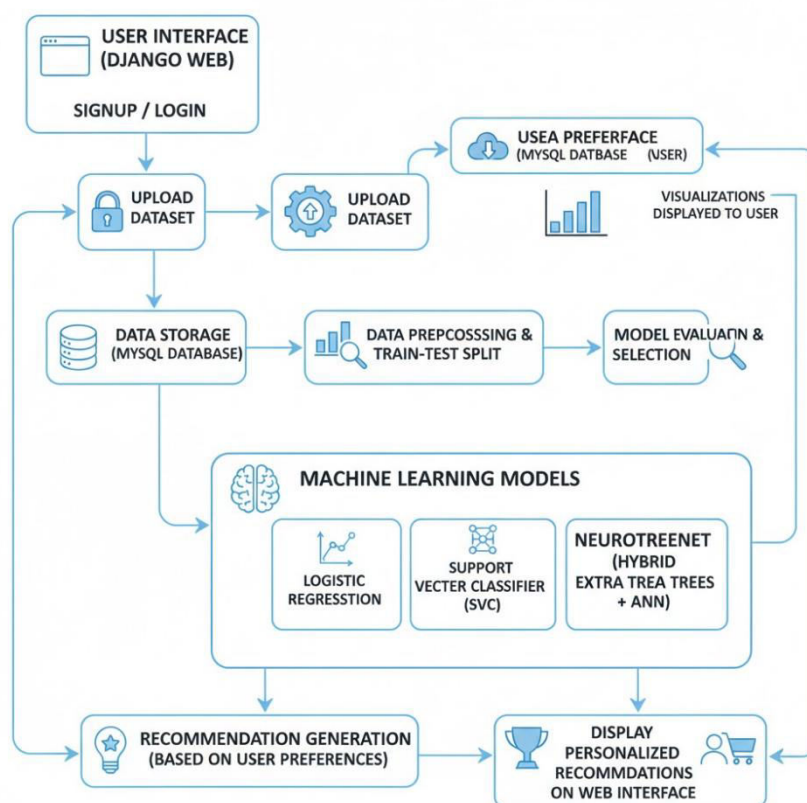 USER INTERFACE
(DJANGO WEB)
SIGNUP / LOGIN
USEA PREFERFACE
(MYSQL DATBASE (USER)
UPLOAD
DATASET
UPLOAD
DATASET
VISUALIZATIONS
DISPLAYED TO USER
DATA STORAGE
(MYSQL DATABASE)
DATA PREPCOSSSING &
TRAIN-TEST SPLIT
MODEL EVALUATIN &
SELECTION
MACHINE LEARNING MODELS
LOGISTIC
REGRESSTION
SUPPORT
VECTER CLASSIFIER
(SVC)
NEUROTREENET
(HYBRID
EXTRA TREA TREES
+ ANN)
RECOMMENDATION GENERATION
(BASED ON USER PREFERENCES)
DISPLAY
PERSONALIZED
RECOMMDATIONS
ON WEB INTERFACE